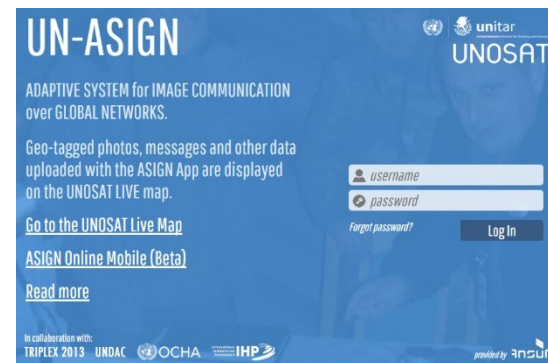 UN-ASIGN
unitar
UNOSAT
ADAPTIVE SYSTEM for IMAGE COMMUNICATION
over GLOBAL NETWORKS.
Geo-tagged photos, messages and other data
uploaded with the ASIGN App are displayed
on the UNOSAT LIVE map.
Go to the UNOSAT Live Map
ASIGN Online Mobile (Beta)
Read more
username
password
Forgot password?
Log In
In collaboration with:
TRIPLEX 2013 UNDAC OCHA IHP
provided by Ansur